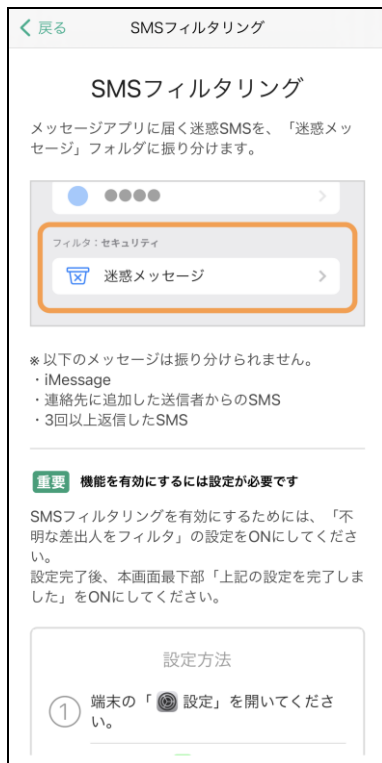 戻る
SMSフィルタリング
SMSフィルタリング
メッセージアプリに届く迷惑SMSを、「迷惑メッ
セージ」フォルダに振り分けます。
フィルタ：セキュリティ
迷惑メッセージ
※以下のメッセージは振り分けられません。
・iMessage
・連絡先に追加した送信者からのSMS
・3回以上返信したSMS
重要 機能を有効にするには設定が必要です
SMSフィルタリングを有効にするためには、「不
明な差出人をフィルタ」の設定をONにしてくださ
い。
設定完了後、本画面最下部「上記の設定を完了しま
した」をONにしてください。
設定方法
① 端末の「 設定」を開いてくださ
い。